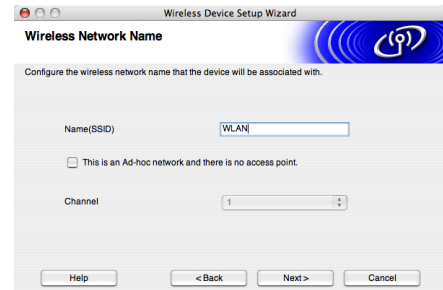 Wireless Device Setup Wizard
Wireless Network Name
Configure the wireless network name that the device will be associated with.
Name(SSID) WLAN
This is an Ad-hoc network and there is no access point.
Channel 1
Help < Back Next > Cancel